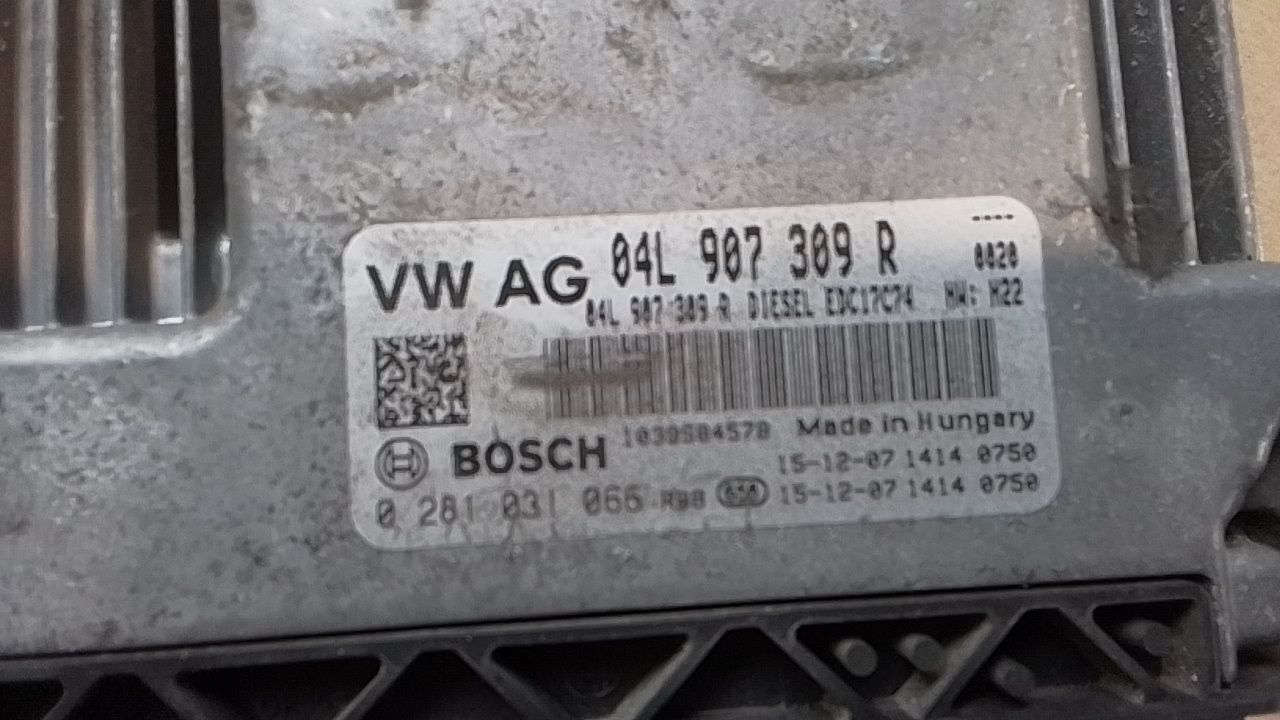 ----
VW AG 04L 907 309 R 0020
04L 907 309 R DIESEL EDC17C74 HW: H22
1039S04570 Made in Hungary
BOSCH 15-12-07 1414 0750
0 281 031 066 15-12-07 1414 0750